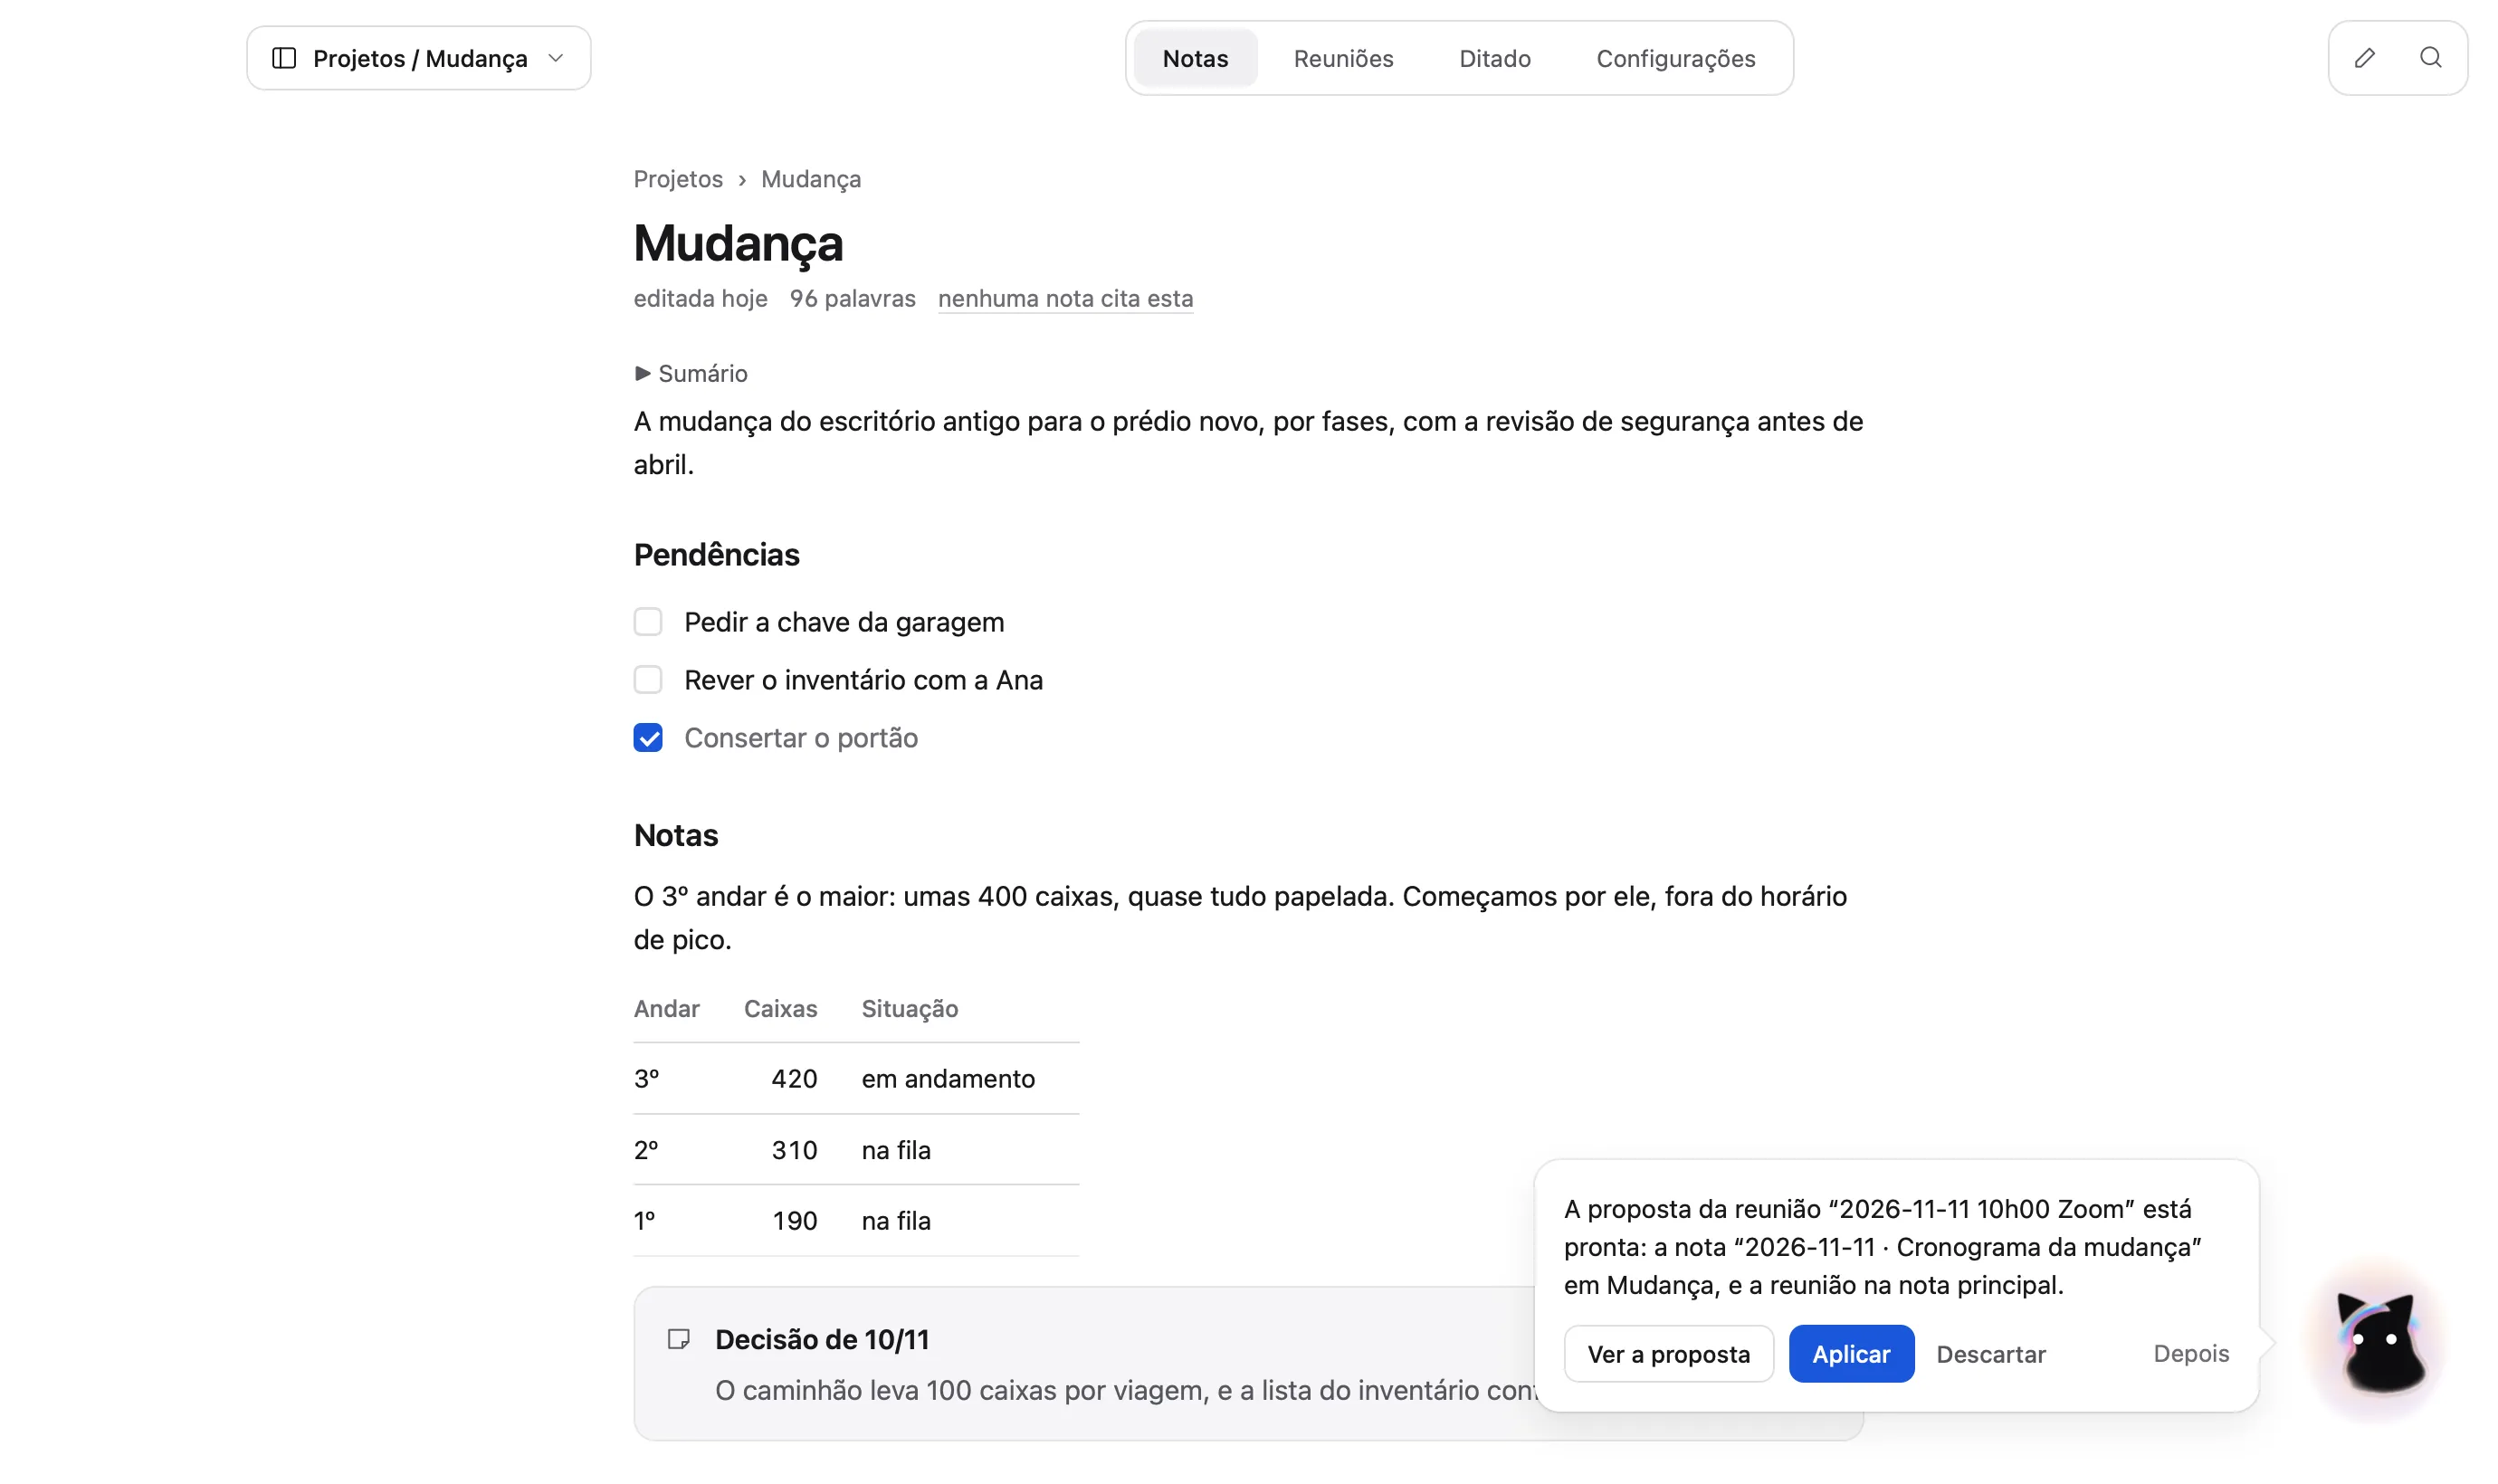 Projetos / Mudança
Notas
Reuniões
Ditado
Configurações
Projetos › Mudança
Mudança
editada hoje 96 palavras nenhuma nota cita esta
Sumário
A mudança do escritório antigo para o prédio novo, por fases, com a revisão de segurança antes de
abril.
Pendências
Pedir a chave da garagem
Rever o inventário com a Ana
Consertar o portão
Notas
O 3º andar é o maior: umas 400 caixas, quase tudo papelada. Começamos por ele, fora do horário
de pico.
Andar Caixas Situação
3º 420 em andamento
2º 310 na fila
1º 190 na fila
Decisão de 10/11
O caminhão leva 100 caixas por viagem, e a lista do inventário
A proposta da reunião “2026-11-11 10h00 Zoom” está
pronta: a nota “2026-11-11 · Cronograma da mudança”
em Mudança, e a reunião na nota principal.
Ver a proposta
Aplicar
Descartar
Depois